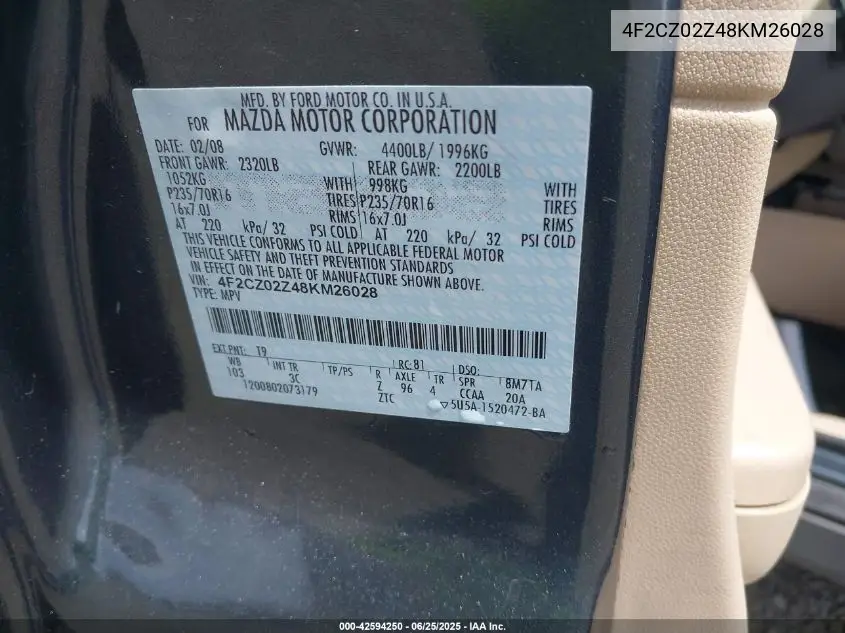 4F2CZ02Z48KM26028
MFD. BY FORD MOTOR CO. IN U.S.A.
FOR MAZDA MOTOR CORPORATION
DATE: 02/08 GVWR: 4400LB/ 1996KG
FRONT GAWR: 2320LB REAR GAWR: 2200LB
1052KG WITH 998KG WITH
P235/70R16 TIRES P235/70R16 TIRES
16x7.0J RIMS 16x7.0J RIMS
AT 220 kPa/ 32 PSI COLD AT 220 kPa/ 32 PSI COLD
THIS VEHICLE CONFORMS TO ALL APPLICABLE FEDERAL MOTOR
VEHICLE SAFETY AND THEFT PREVENTION STANDARDS
IN EFFECT ON THE DATE OF MANUFACTURE SHOWN ABOVE.
VIN: 4F2CZ02Z48KM26028
TYPE: MPV
EXT PNT: T9 RC: 81 DSO:
WB INT TR TP/PS R AXLE TR SPR 8M7TA
103 3C Z 96 4 CCAA 20A
1200802073179 ZTC ▽5U5A-1520472-BA
000-42594250 | 06/25/2025 - IAA Inc.